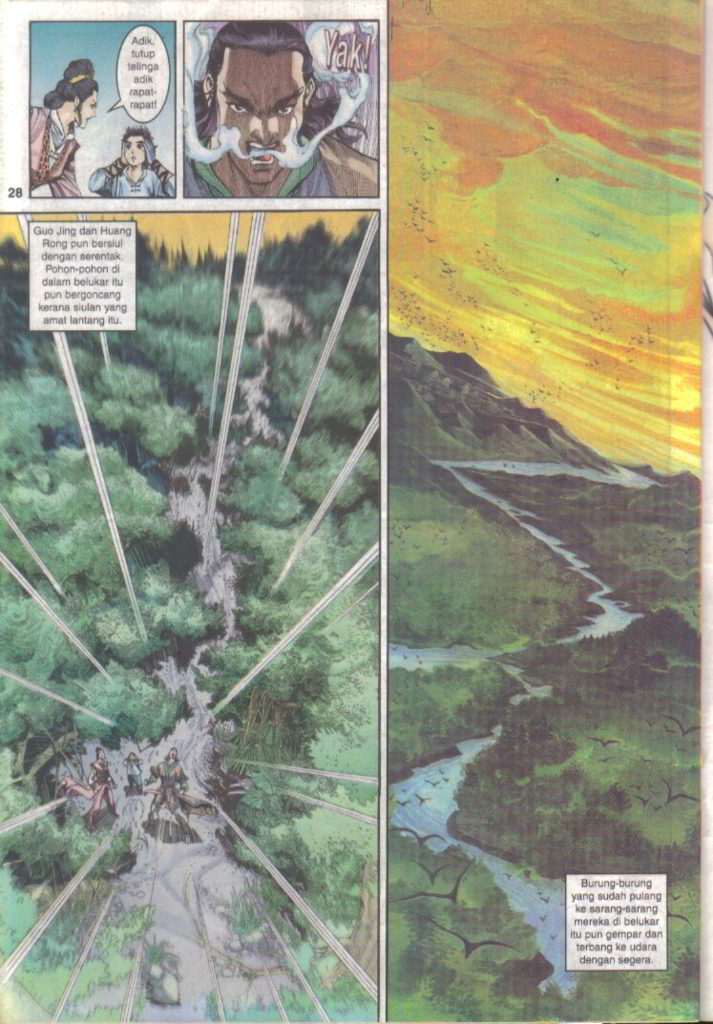 Adik,
tutup
telinga
adik
rapat-
rapat!
Yak!
28
Guo Jing dan Huang
Rong pun bersiul
dengan serentak.
Pohon-pohon di
dalam belukar itu
pun bergoncang
kerana siulan yang
amat lantang itu.
Burung-burung
yang sudah pulang
ke sarang-sarang
mereka di belukar
itu pun gempar dan
terbang ke udara
dengan segera.